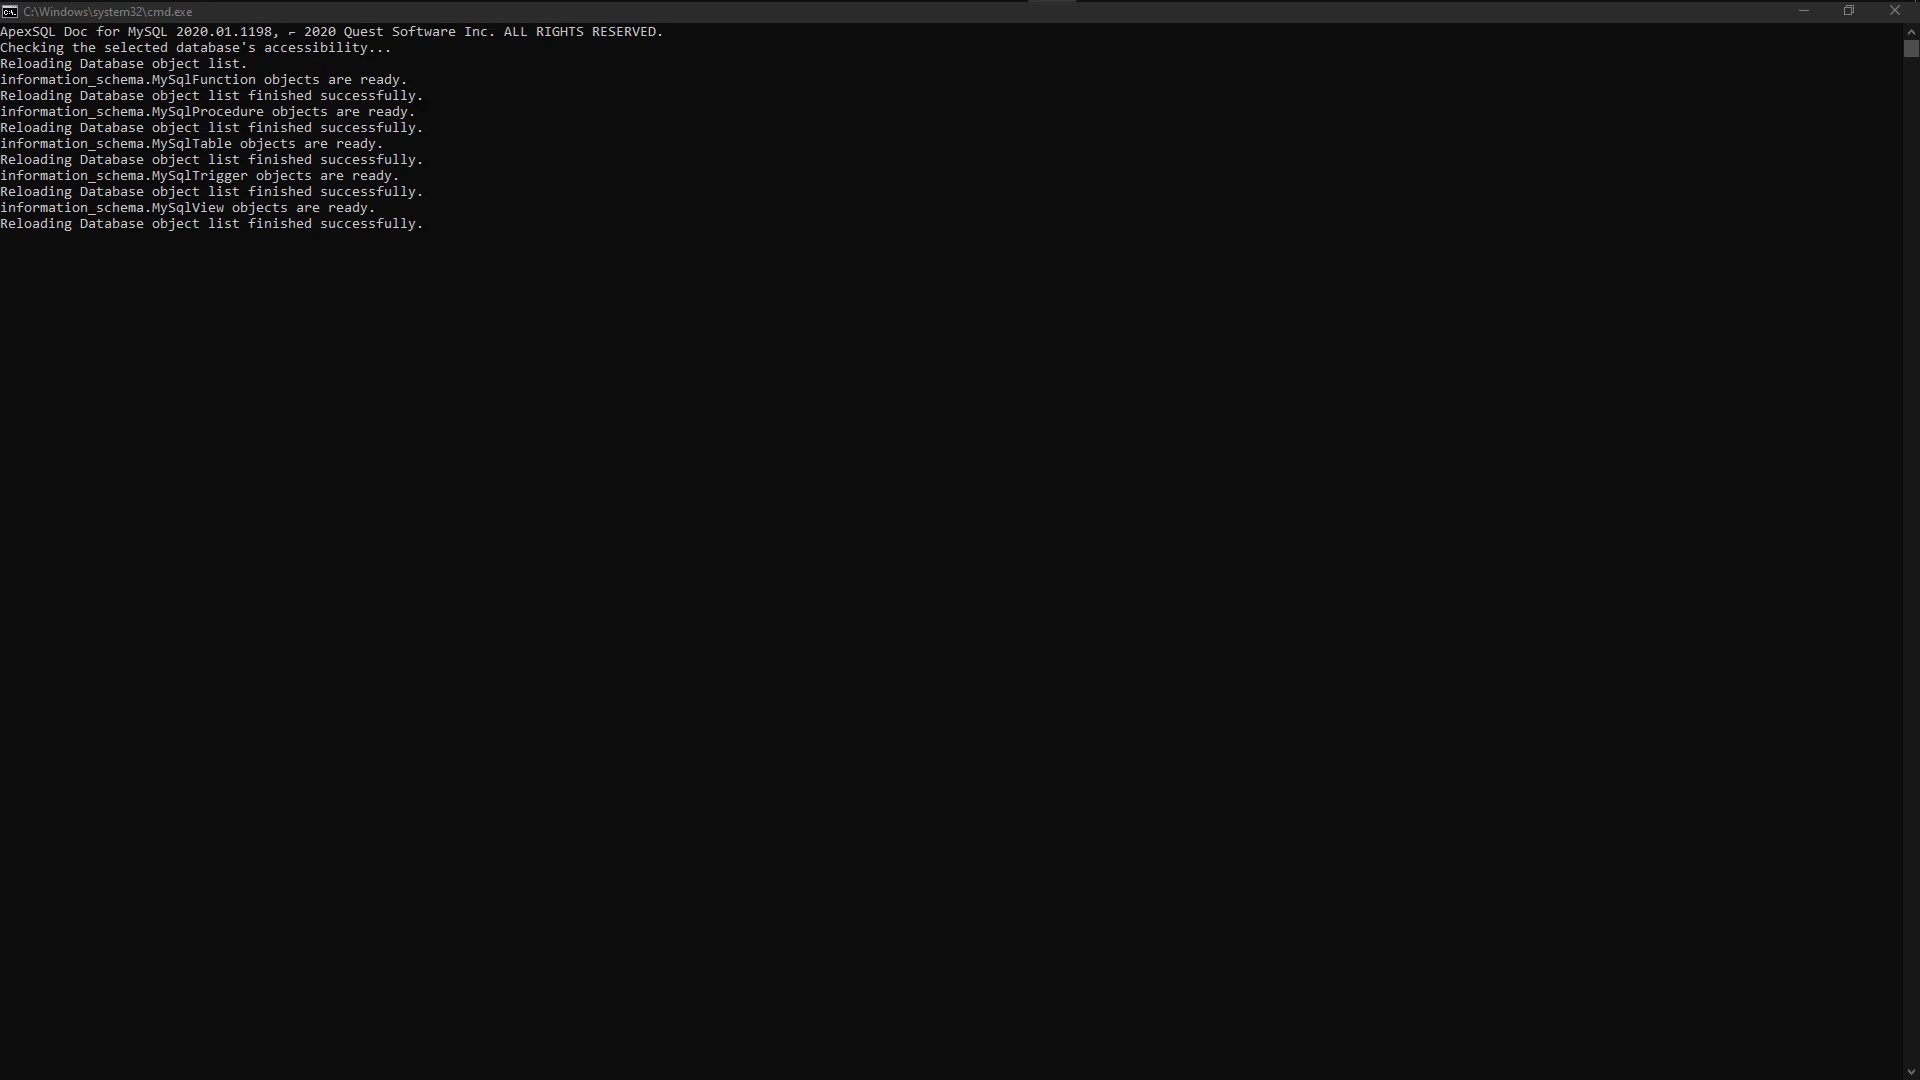 C:\Windows\system32\cmd.exe
ApexSQL Doc for MySQL 2020.01.1198, ⌐ 2020 Quest Software Inc. ALL RIGHTS RESERVED.
Checking the selected database's accessibility...
Reloading Database object list.
information_schema.MySqlFunction objects are ready.
Reloading Database object list finished successfully.
information_schema.MySqlProcedure objects are ready.
Reloading Database object list finished successfully.
information_schema.MySqlTable objects are ready.
Reloading Database object list finished successfully.
information_schema.MySqlTrigger objects are ready.
Reloading Database object list finished successfully.
information_schema.MySqlView objects are ready.
Reloading Database object list finished successfully.